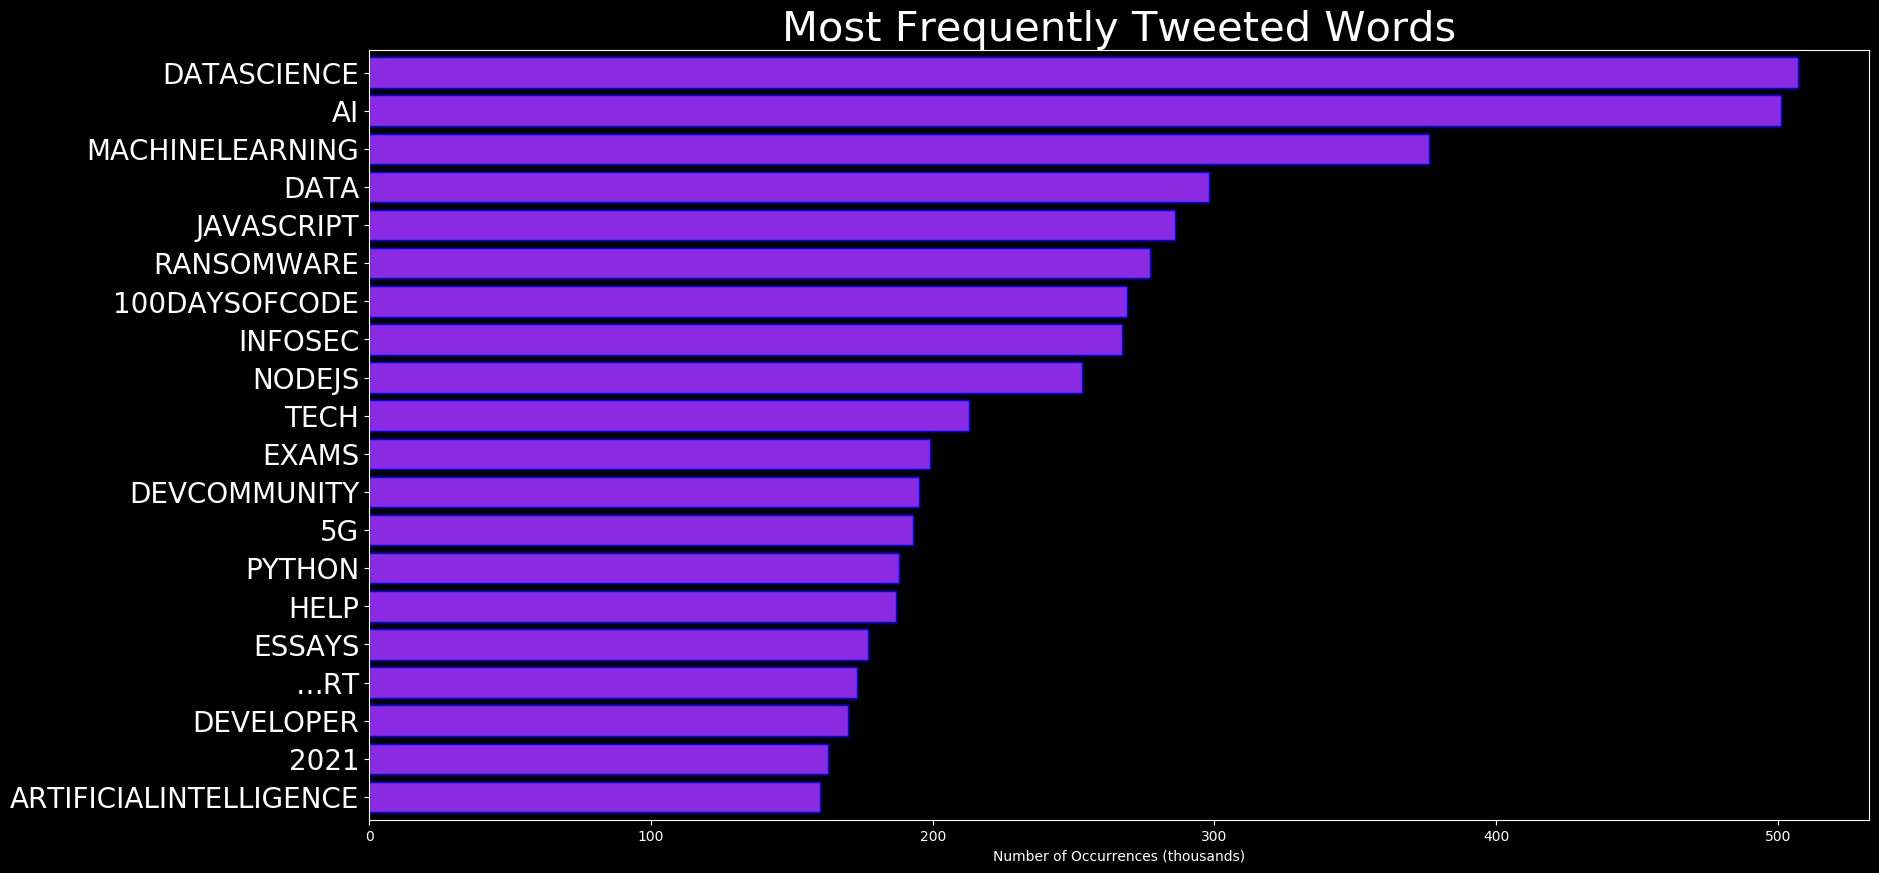 Most Frequently Tweeted Words
DATASCIENCE
AI
MACHINELEARNING
DATA
JAVASCRIPT
RANSOMWARE
100DAYSOFCODE
INFOSEC
NODEJS
TECH
EXAMS
DEVCOMMUNITY
5G
PYTHON
HELP
ESSAYS
…RT
DEVELOPER
2021
ARTIFICIALINTELLIGENCE
0 100 200 300 400 500
Number of Occurrences (thousands)